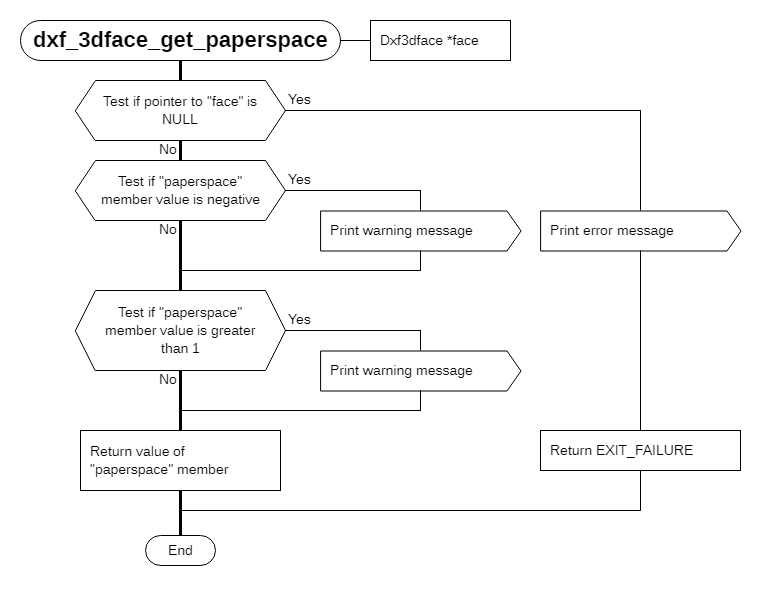 dxf_3dface_get_paperspace
Dxf3dface *face
Test if pointer to "face" is
NULL
Yes
No
Test if "paperspace"
member value is negative
Yes
No
Print warning message
Print error message
Test if "paperspace"
member value is greater
than 1
Yes
No
Print warning message
Return value of
"paperspace" member
Return EXIT_FAILURE
End